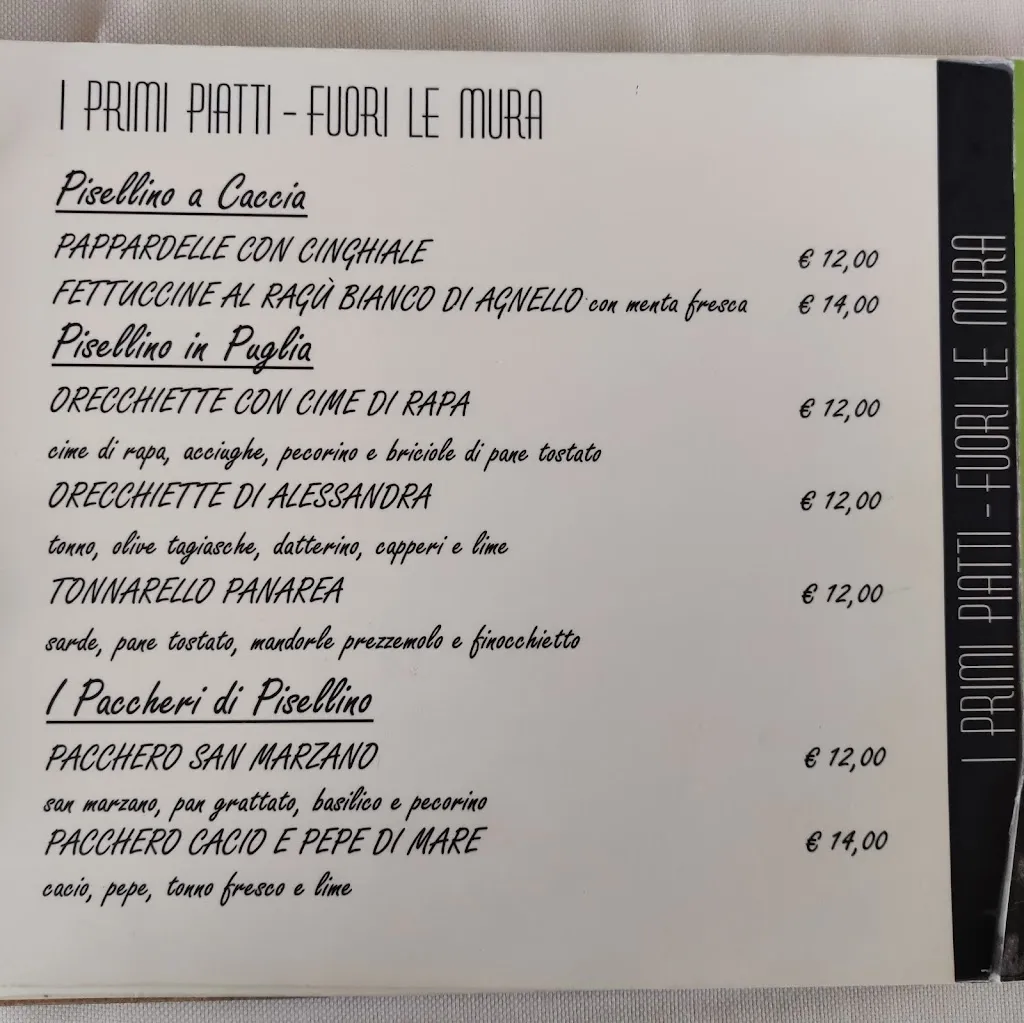 I PRIMI PIATTI - FUORI LE MURA
Pisellino a Caccia
PAPPARDELLE CON CINGHIALE € 12,00
FETTUCCINE AL RAGÙ BIANCO DI AGNELLO con menta fresca € 14,00
Pisellino in Puglia
ORECCHIETTE CON CIME DI RAPA € 12,00
cime di rapa, acciughe, pecorino e briciole di pane tostato
ORECCHIETTE DI ALESSANDRA € 12,00
tonno, olive tagiasche, datterino, capperi e lime
TONNARELLO PANAREA € 12,00
sarde, pane tostato, mandorle prezzemolo e finocchietto
I Paccheri di Pisellino
PACCHERO SAN MARZANO € 12,00
san marzano, pan grattato, basilico e pecorino
PACCHERO CACIO E PEPE DI MARE € 14,00
cacio, pepe, tonno fresco e lime
I PRIMI PIATTI - FUORI LE MURA